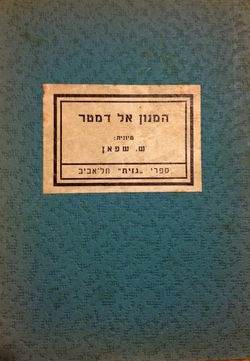 המנון אל דמטר
מיונית:
ש. שפאן
ספרי „גזית" תל־אביב